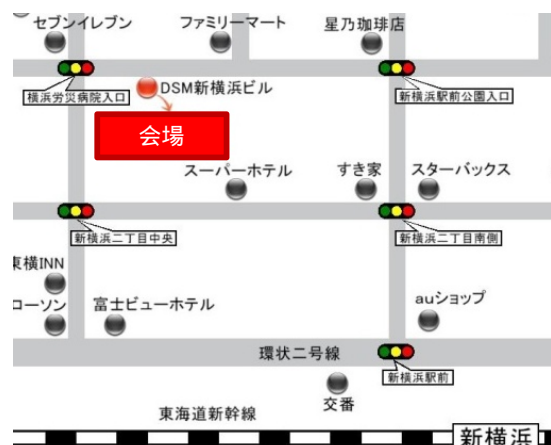 セブンイレブン
ファミリーマート
星乃珈琲店
横浜労災病院入口
DSM新横浜ビル
新横浜駅前公園入口
会場
スーパーホテル
すき家
スターバックス
新横浜二丁目中央
新横浜二丁目南側
東横INN
ローソン
富士ビューホテル
auショップ
環状二号線
新横浜駅前
交番
東海道新幹線
新横浜